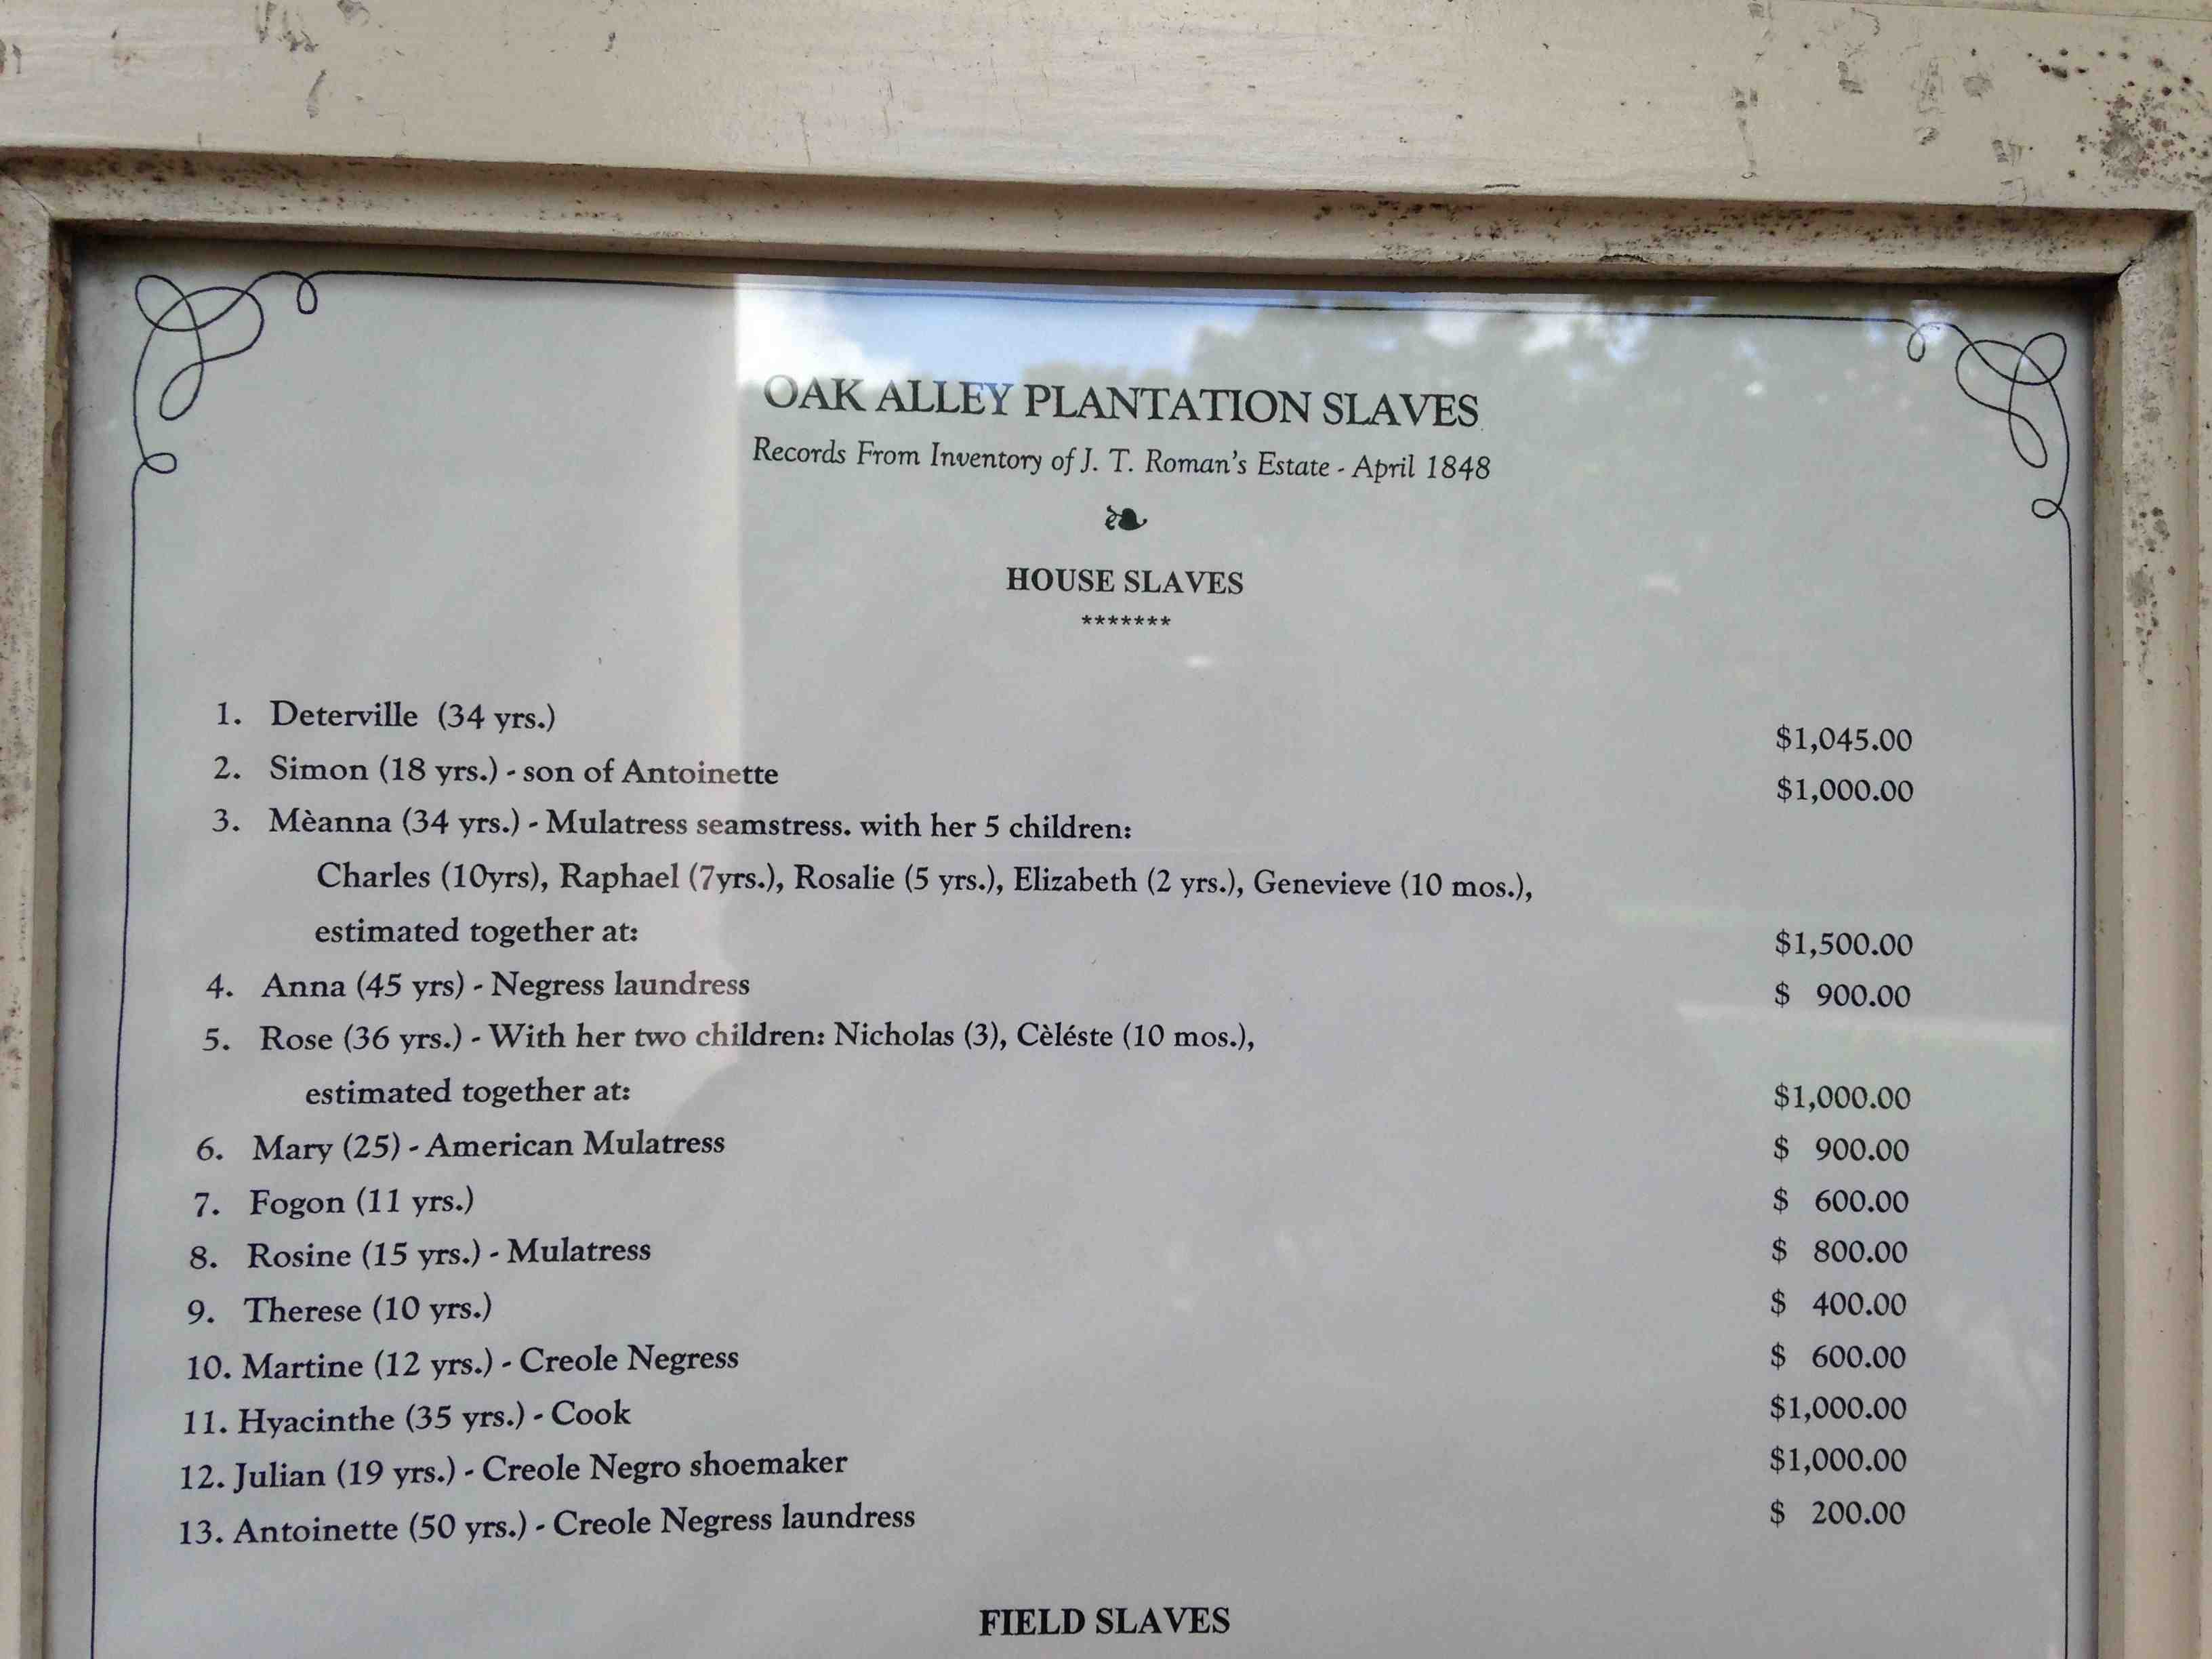 OAK ALLEY PLANTATION SLAVES
Records From Inventory of J. T. Roman's Estate - April 1848
HOUSE SLAVES
*******
1. Deterville (34 yrs.) $1,045.00
2. Simon (18 yrs.) - son of Antoinette $1,000.00
3. Mèanna (34 yrs.) - Mulatress seamstress. with her 5 children:
Charles (10yrs), Raphael (7yrs.), Rosalie (5 yrs.), Elizabeth (2 yrs.), Genevieve (10 mos.),
estimated together at: $1,500.00
4. Anna (45 yrs) - Negress laundress $ 900.00
5. Rose (36 yrs.) - With her two children: Nicholas (3), Cèléste (10 mos.),
estimated together at: $1,000.00
6. Mary (25) - American Mulatress $ 900.00
7. Fogon (11 yrs.) $ 600.00
8. Rosine (15 yrs.) - Mulatress $ 800.00
9. Therese (10 yrs.) $ 400.00
10. Martine (12 yrs.) - Creole Negress $ 600.00
11. Hyacinthe (35 yrs.) - Cook $1,000.00
12. Julian (19 yrs.) - Creole Negro shoemaker $1,000.00
13. Antoinette (50 yrs.) - Creole Negress laundress $ 200.00
FIELD SLAVES